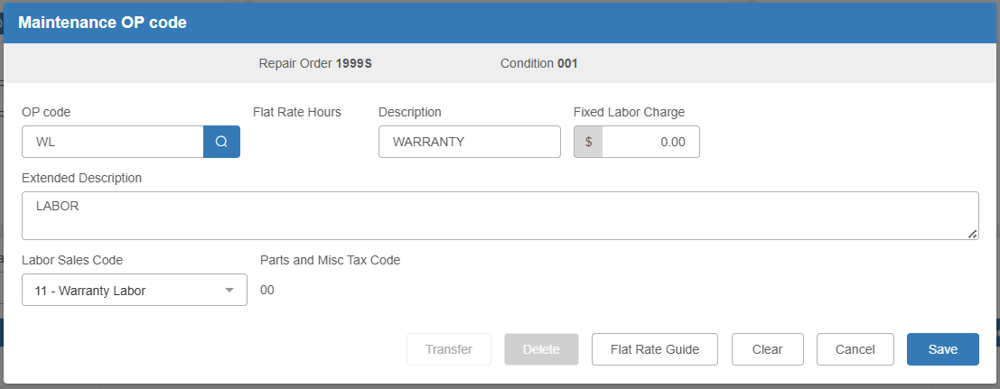 Maintenance OP code
Repair Order 1999S Condition 001
OP code Flat Rate Hours Description Fixed Labor Charge
WL WARRANTY $ 0.00
Extended Description
LABOR
Labor Sales Code Parts and Misc Tax Code
11 - Warranty Labor 00
Transfer Delete Flat Rate Guide Clear Cancel Save